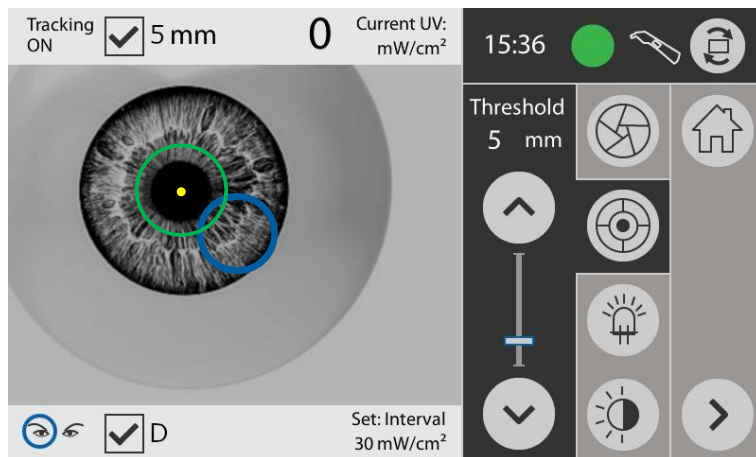 Tracking
ON
5 mm
0
Current UV:
mW/cm²
15:36
Threshold
5 mm
D
Set: Interval
30 mW/cm²